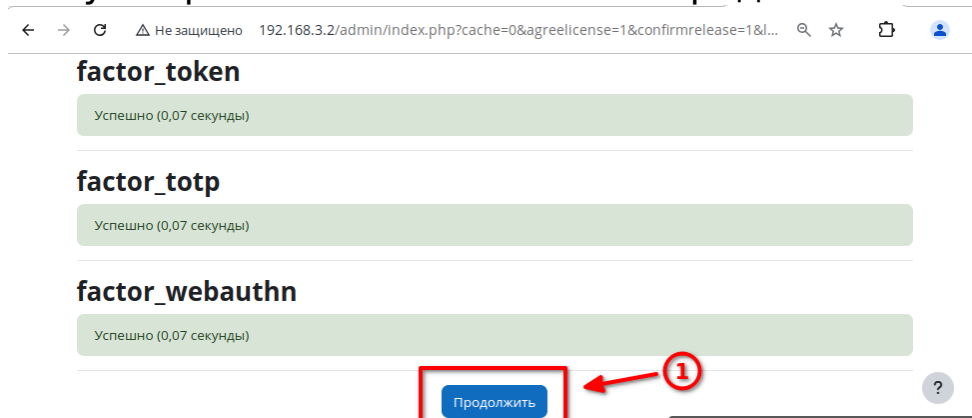 Не защищено 192.168.3.2/admin/index.php?cache=0&agreelicense=1&confirmrelease=1&l...
factor_token
Успешно (0,07 секунды)
factor_totp
Успешно (0,07 секунды)
factor_webauthn
Успешно (0,07 секунды)
1
Продолжить
?